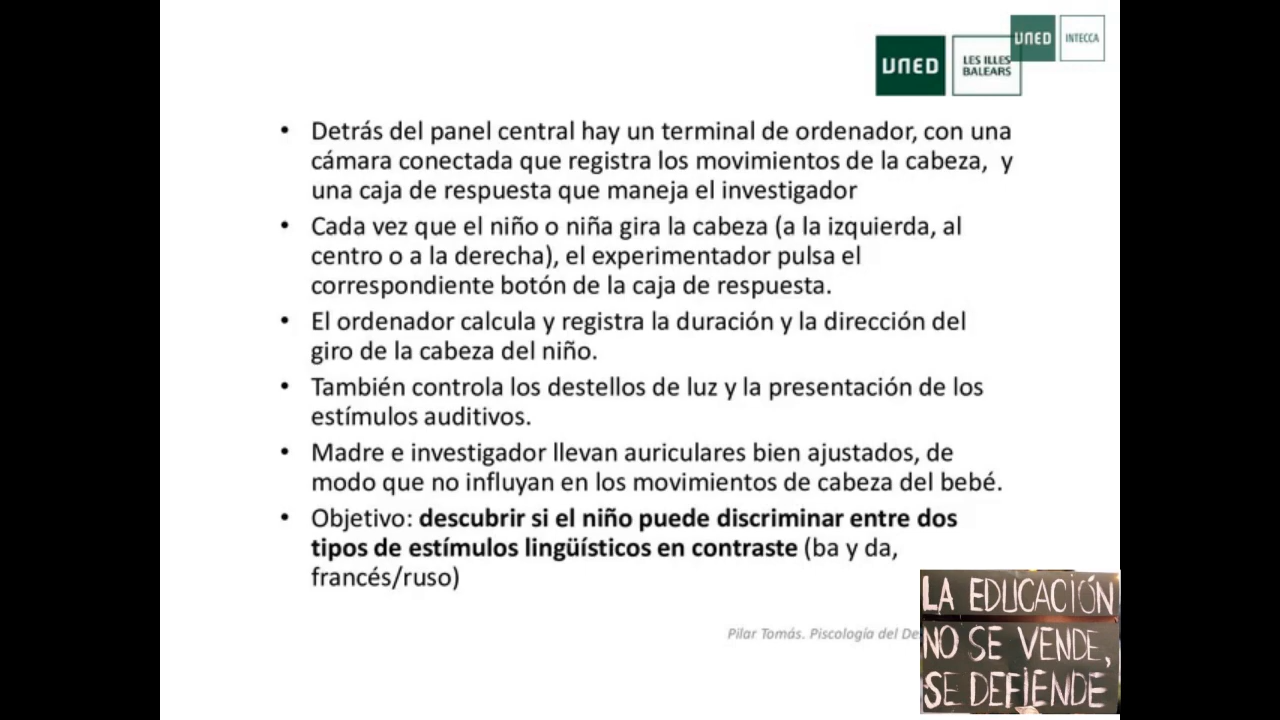 UNED
LES ILLES
BALEARS
UNED
INTECCA
• Detrás del panel central hay un terminal de ordenador, con una
cámara conectada que registra los movimientos de la cabeza, y
una caja de respuesta que maneja el investigador
• Cada vez que el niño o niña gira la cabeza (a la izquierda, al
centro o a la derecha), el experimentador pulsa el
correspondiente botón de la caja de respuesta.
• El ordenador calcula y registra la duración y la dirección del
giro de la cabeza del niño.
• También controla los destellos de luz y la presentación de los
estímulos auditivos.
• Madre e investigador llevan auriculares bien ajustados, de
modo que no influyan en los movimientos de cabeza del bebé.
• Objetivo: descubrir si el niño puede discriminar entre dos
tipos de estímulos lingüísticos en contraste (ba y da,
francés/ruso)
Pilar Tomás. Piscología del
LA EDUCACIÓN
NO SE VENDE,
SE DEFIENDE